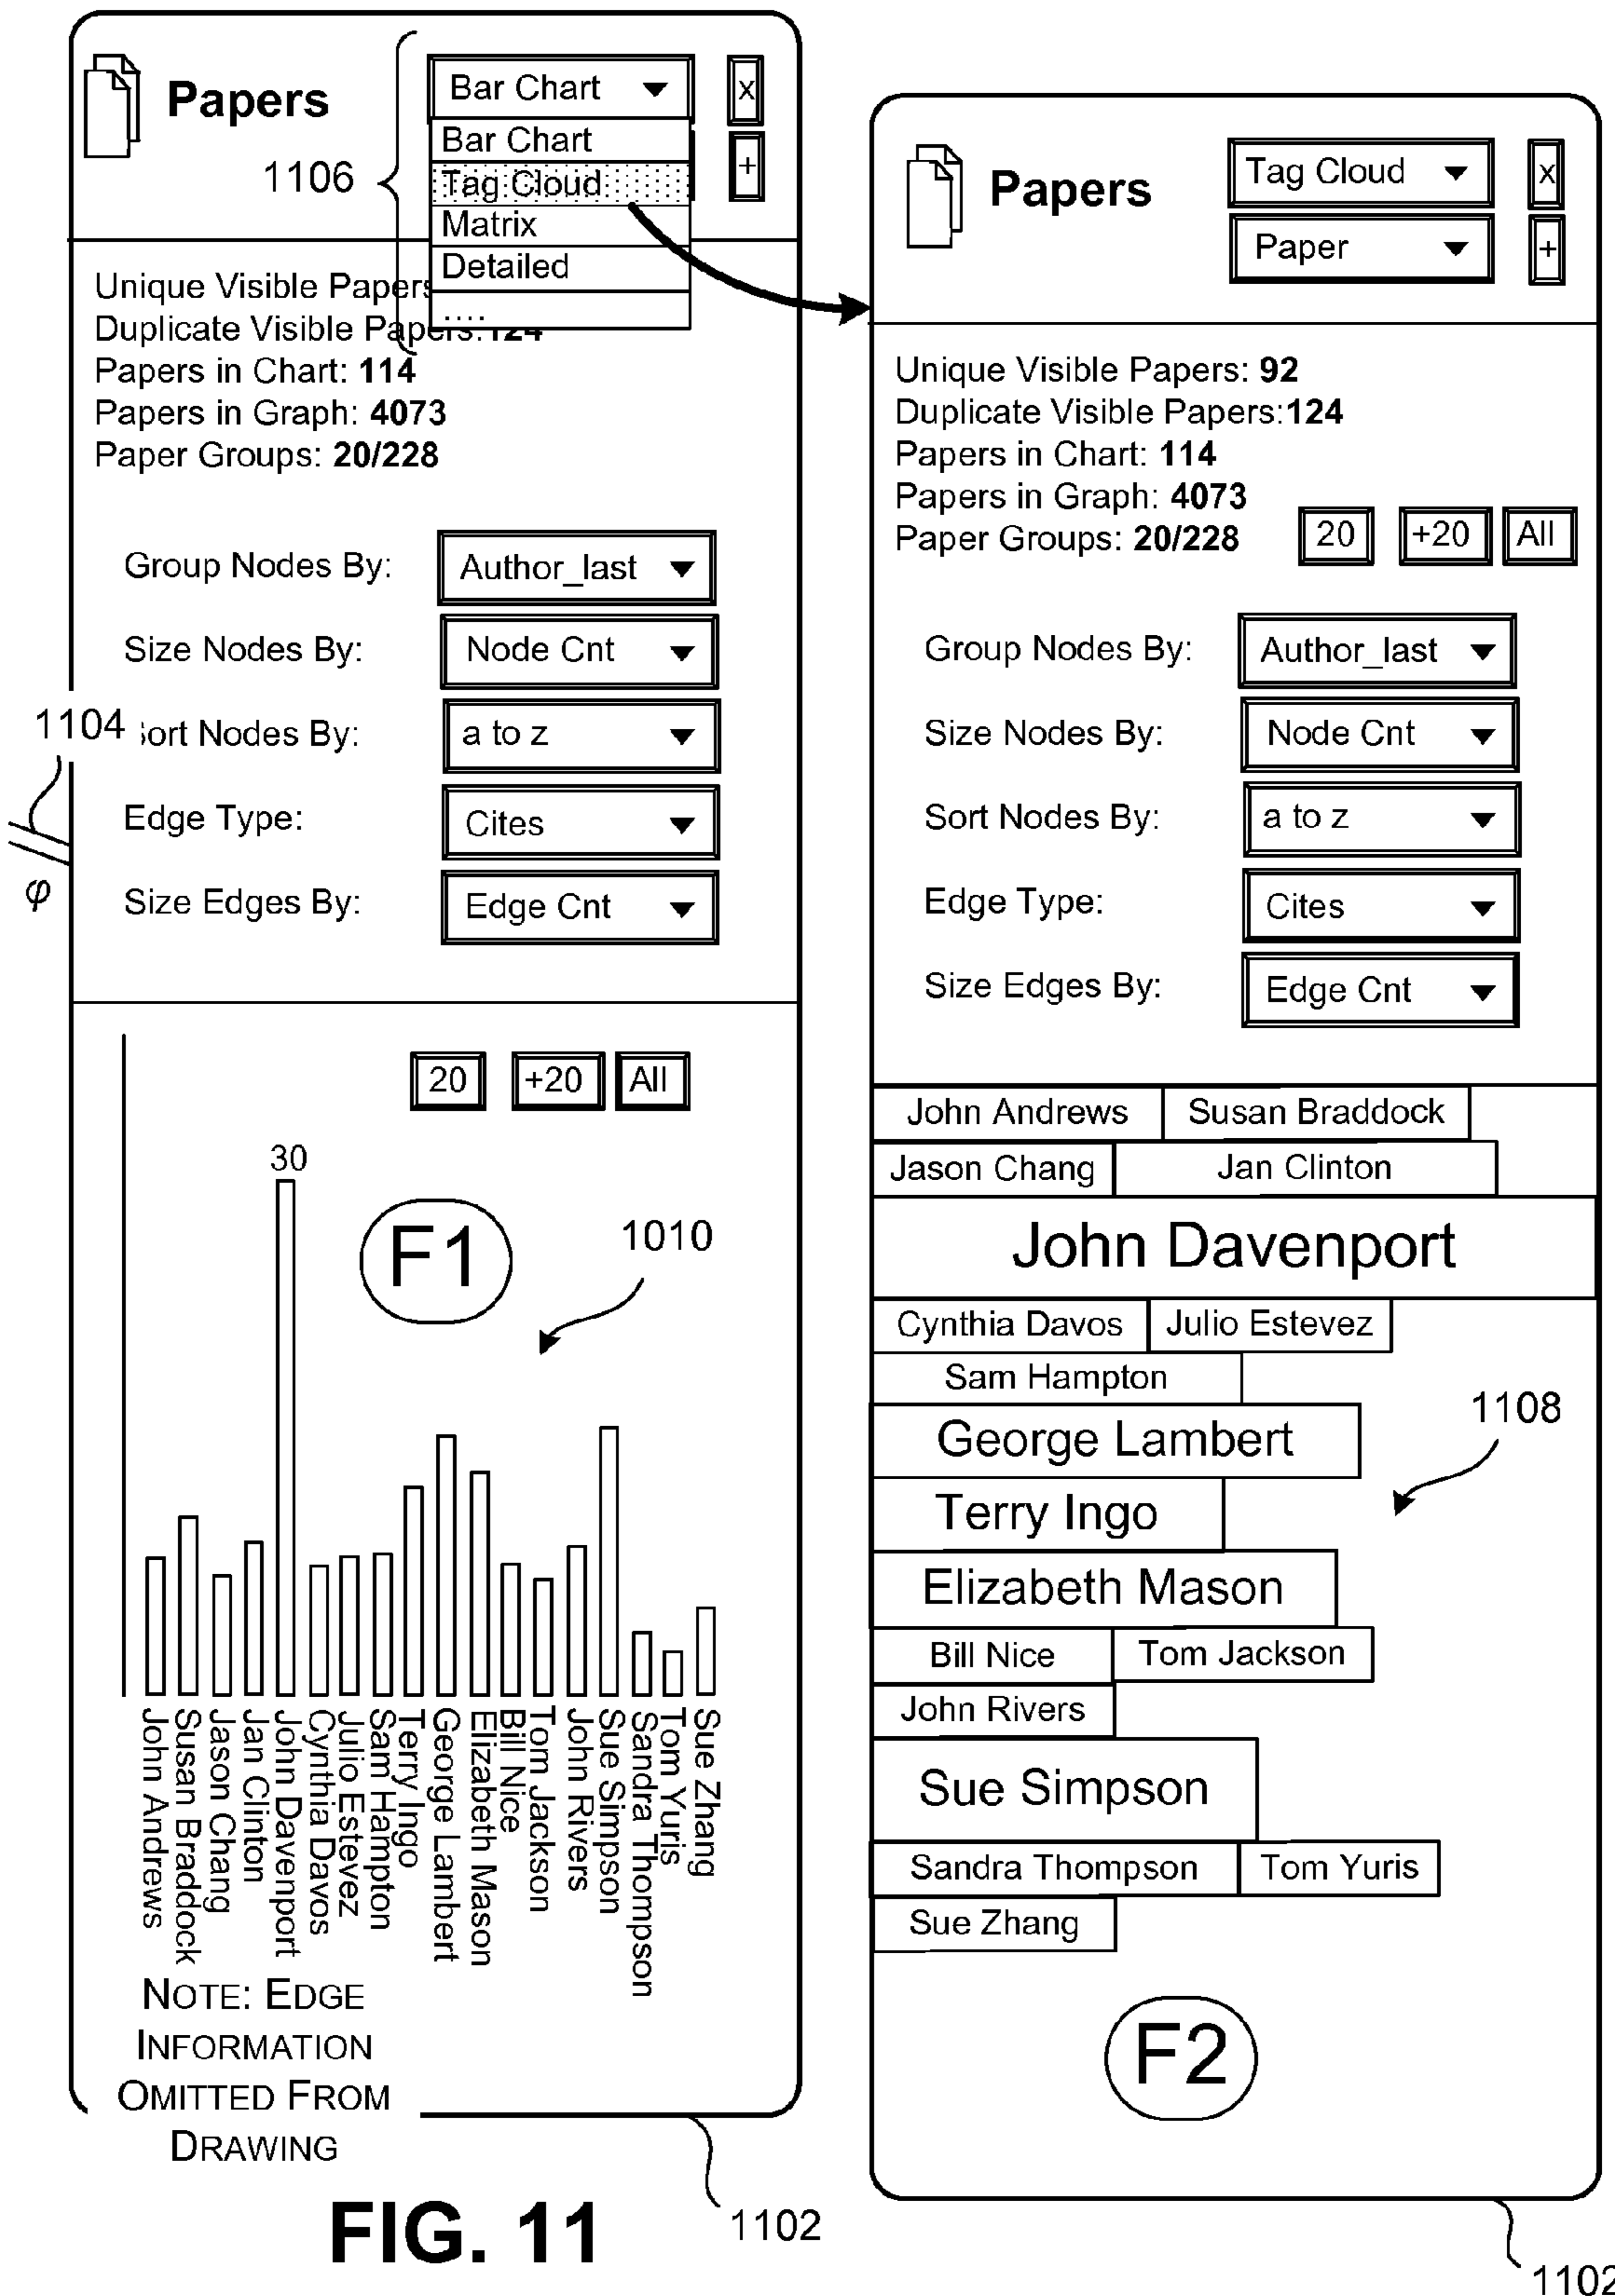 Papers
Bar Chart
x
+
1106
Bar Chart
Tag Cloud
Matrix
Detailed
....
Unique Visible Papers
Duplicate Visible Papers:124
Papers in Chart: 114
Papers in Graph: 4073
Paper Groups: 20/228
Group Nodes By: Author_last
Size Nodes By: Node Cnt
1104
ort Nodes By: a to z
Edge Type: Cites
φ
Size Edges By: Edge Cnt
20 +20 All
30
F1
1010
John Andrews
Susan Braddock
Jason Chang
Jan Clinton
John Davenport
Cynthia Davos
Julio Estevez
Sam Hampton
Terry Ingo
George Lambert
Elizabeth Mason
Bill Nice
Tom Jackson
John Rivers
Sue Simpson
Sandra Thompson
Tom Yuris
Sue Zhang
NOTE: EDGE
INFORMATION
OMITTED FROM
DRAWING
1102
Papers
Tag Cloud
x
Paper
+
Unique Visible Papers: 92
Duplicate Visible Papers:124
Papers in Chart: 114
Papers in Graph: 4073
Paper Groups: 20/228 20 +20 All
Group Nodes By: Author_last
Size Nodes By: Node Cnt
Sort Nodes By: a to z
Edge Type: Cites
Size Edges By: Edge Cnt
John Andrews Susan Braddock
Jason Chang Jan Clinton
John Davenport
Cynthia Davos Julio Estevez
Sam Hampton
George Lambert
1108
Terry Ingo
Elizabeth Mason
Bill Nice Tom Jackson
John Rivers
Sue Simpson
Sandra Thompson Tom Yuris
Sue Zhang
F2
1102
FIG. 11